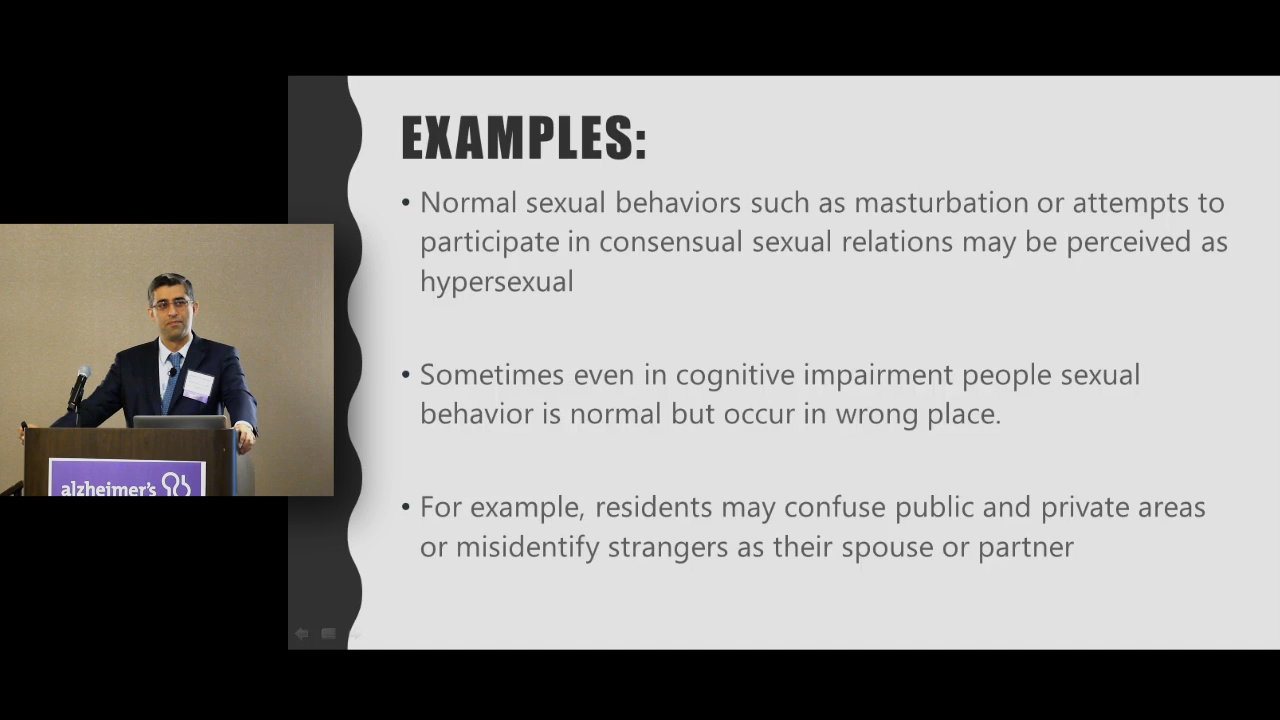 EXAMPLES:
• Normal sexual behaviors such as masturbation or attempts to
participate in consensual sexual relations may be perceived as
hypersexual
• Sometimes even in cognitive impairment people sexual
behavior is normal but occur in wrong place.
• For example, residents may confuse public and private areas
or misidentify strangers as their spouse or partner
alzheimer's